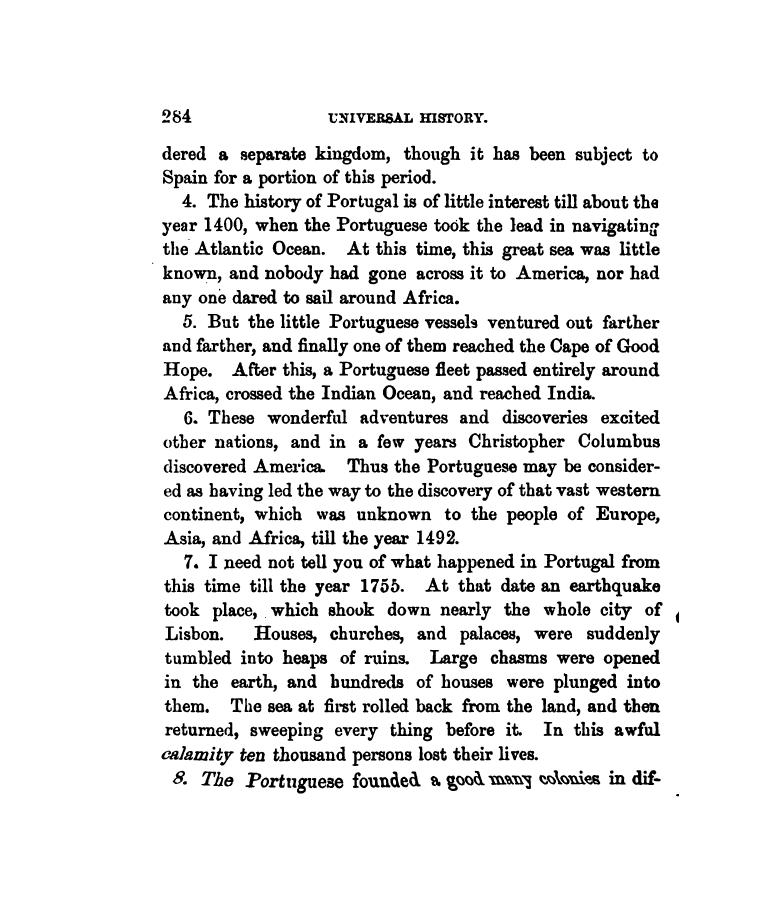 284 UNIVERSAL HISTORY.
dered a separate kingdom, though it has been subject to
Spain for a portion of this period.
4. The history of Portugal is of little interest till about the
year 1400, when the Portuguese took the lead in navigating
the Atlantic Ocean. At this time, this great sea was little
known, and nobody had gone across it to America, nor had
any one dared to sail around Africa.
5. But the little Portuguese vessels ventured out farther
and farther, and finally one of them reached the Cape of Good
Hope. After this, a Portuguese fleet passed entirely around
Africa, crossed the Indian Ocean, and reached India.
6. These wonderful adventures and discoveries excited
other nations, and in a few years Christopher Columbus
discovered America. Thus the Portuguese may be consider-
ed as having led the way to the discovery of that vast western
continent, which was unknown to the people of Europe,
Asia, and Africa, till the year 1492.
7. I need not tell you of what happened in Portugal from
this time till the year 1755. At that date an earthquake
took place, which shook down nearly the whole city of
Lisbon. Houses, churches, and palaces, were suddenly
tumbled into heaps of ruins. Large chasms were opened
in the earth, and hundreds of houses were plunged into
them. The sea at first rolled back from the land, and then
returned, sweeping every thing before it. In this awful
calamity ten thousand persons lost their lives.
8. The Portuguese founded a good many colonies in dif-